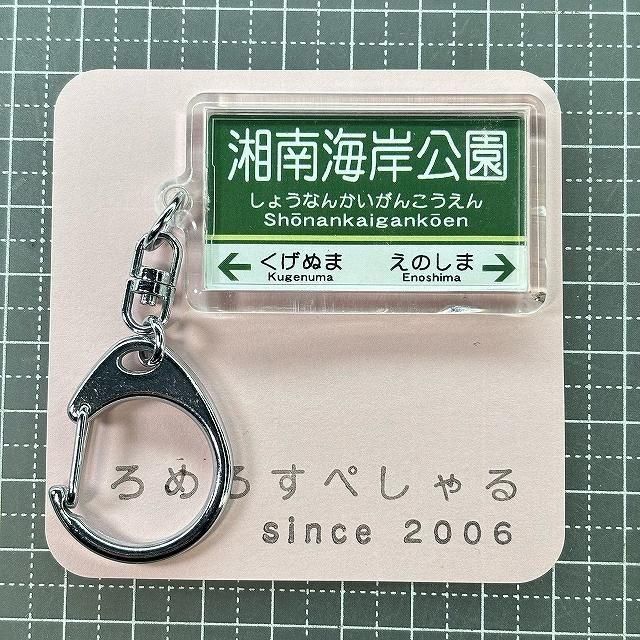 湘南海岸公園
しょうなんかいがんこうえん
Shōnankaigankōen
← くげぬま えのしま →
Kugenuma Enoshima
ろめろすぺしゃる
since 2006